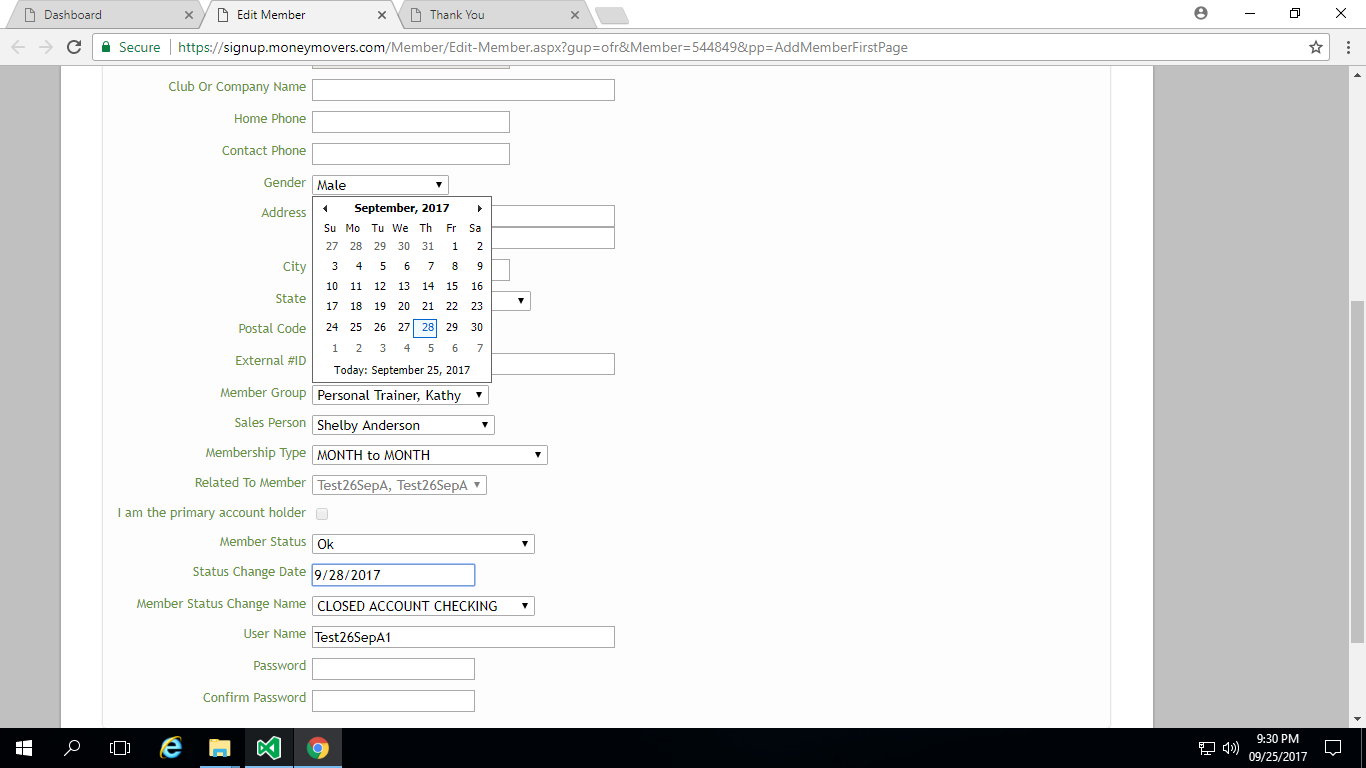 Dashboard
Edit Member
Thank You
Secure
https://signup.moneymovers.com/Member/Edit-Member.aspx?gup=ofr&Member=544849&pp=AddMemberFirstPage
Club Or Company Name
Home Phone
Contact Phone
Gender Male
Address
September, 2017
Su Mo Tu We Th Fr Sa
27 28 29 30 31 1 2
3 4 5 6 7 8 9
10 11 12 13 14 15 16
17 18 19 20 21 22 23
24 25 26 27 28 29 30
1 2 3 4 5 6 7
Today: September 25, 2017
City
State
Postal Code
External #ID
Member Group Personal Trainer, Kathy
Sales Person Shelby Anderson
Membership Type MONTH to MONTH
Related To Member Test26SepA, Test26SepA
I am the primary account holder
Member Status Ok
Status Change Date 9/28/2017
Member Status Change Name CLOSED ACCOUNT CHECKING
User Name Test26SepA1
Password
Confirm Password
9:30 PM
09/25/2017